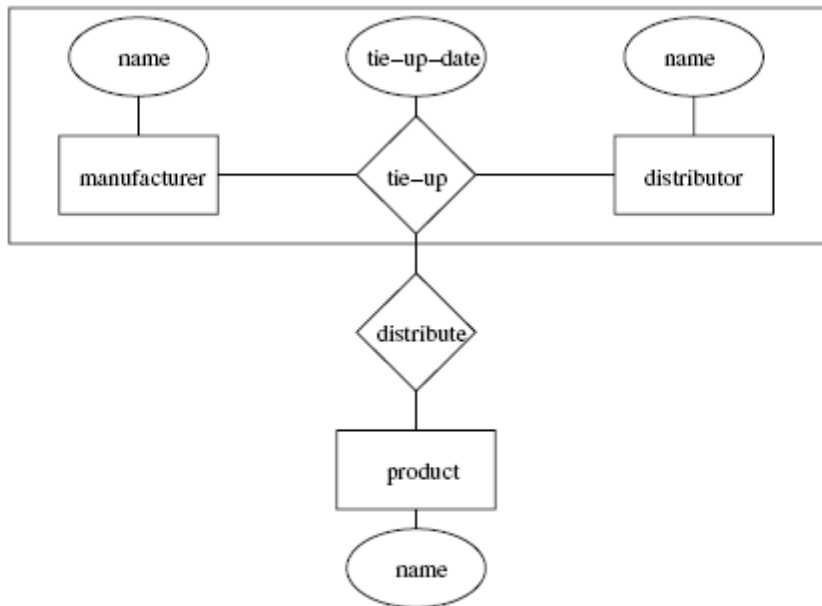 name
tie-up-date
name
manufacturer
tie-up
distributor
distribute
product
name